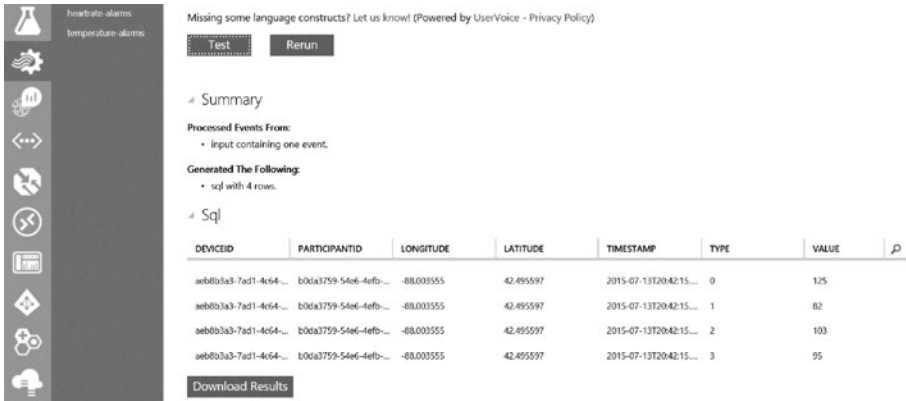 heartrate-alarms
temperature-alarms
Missing some language constructs? Let us know! (Powered by UserVoice - Privacy Policy)
Test Rerun
Summary
Processed Events From:
• input containing one event.
Generated The Following:
• sql with 4 rows.
Sql
DEVICEID PARTICIPANTID LONGITUDE LATITUDE TIMESTAMP TYPE VALUE
aeb8b3a3-7ad1-4c64-... b0da3759-54e6-4efb-... -88.003555 42.495597 2015-07-13T20:42:15.... 0 125
aeb8b3a3-7ad1-4c64-... b0da3759-54e6-4efb-... -88.003555 42.495597 2015-07-13T20:42:15.... 1 82
aeb8b3a3-7ad1-4c64-... b0da3759-54e6-4efb-... -88.003555 42.495597 2015-07-13T20:42:15.... 2 103
aeb8b3a3-7ad1-4c64-... b0da3759-54e6-4efb-... -88.003555 42.495597 2015-07-13T20:42:15.... 3 95
Download Results